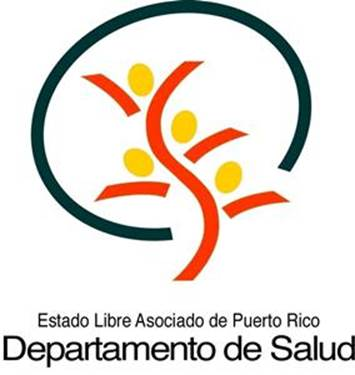 Estado Libre Asociado de Puerto Rico
Departamento de Salud